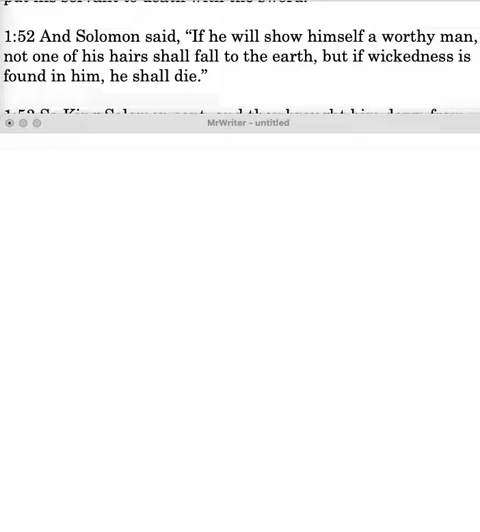 1:52 And Solomon said, “If he will show himself a worthy man,
not one of his hairs shall fall to the earth, but if wickedness is
found in him, he shall die.”
MrWriter - untitled